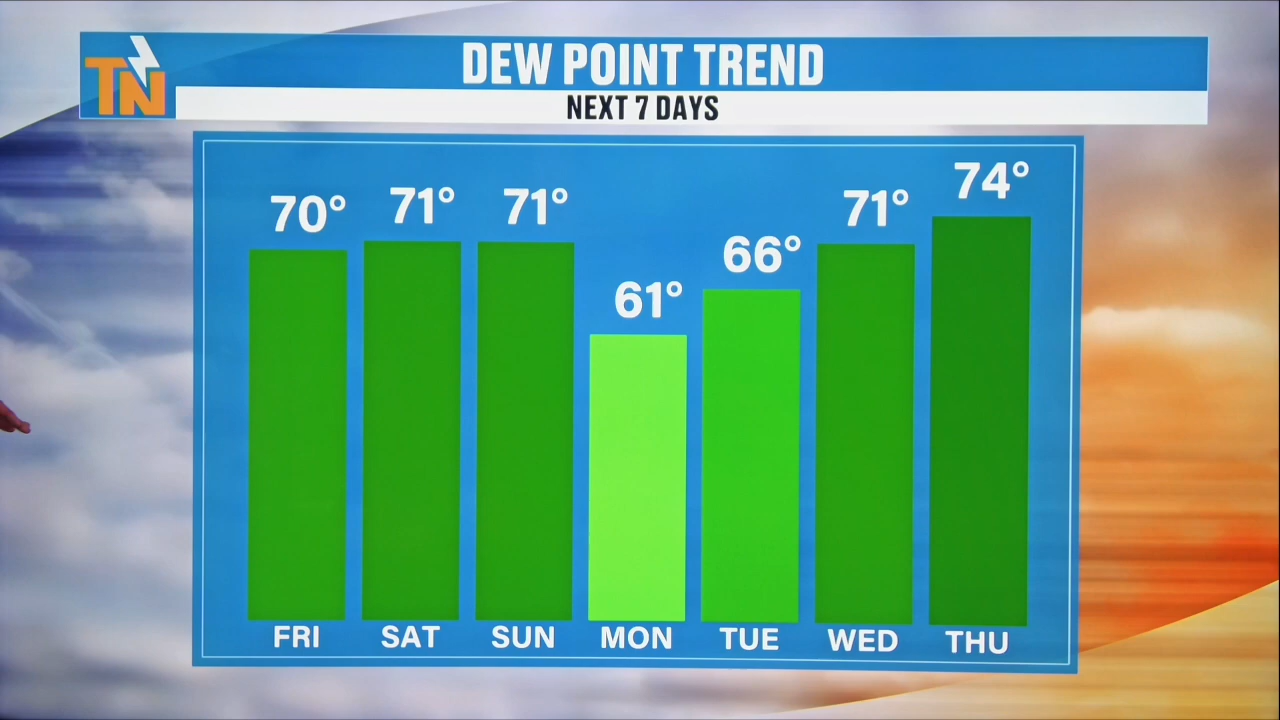 TN
DEW POINT TREND
NEXT 7 DAYS
70° 71° 71° 61° 66° 71° 74°
FRI SAT SUN MON TUE WED THU